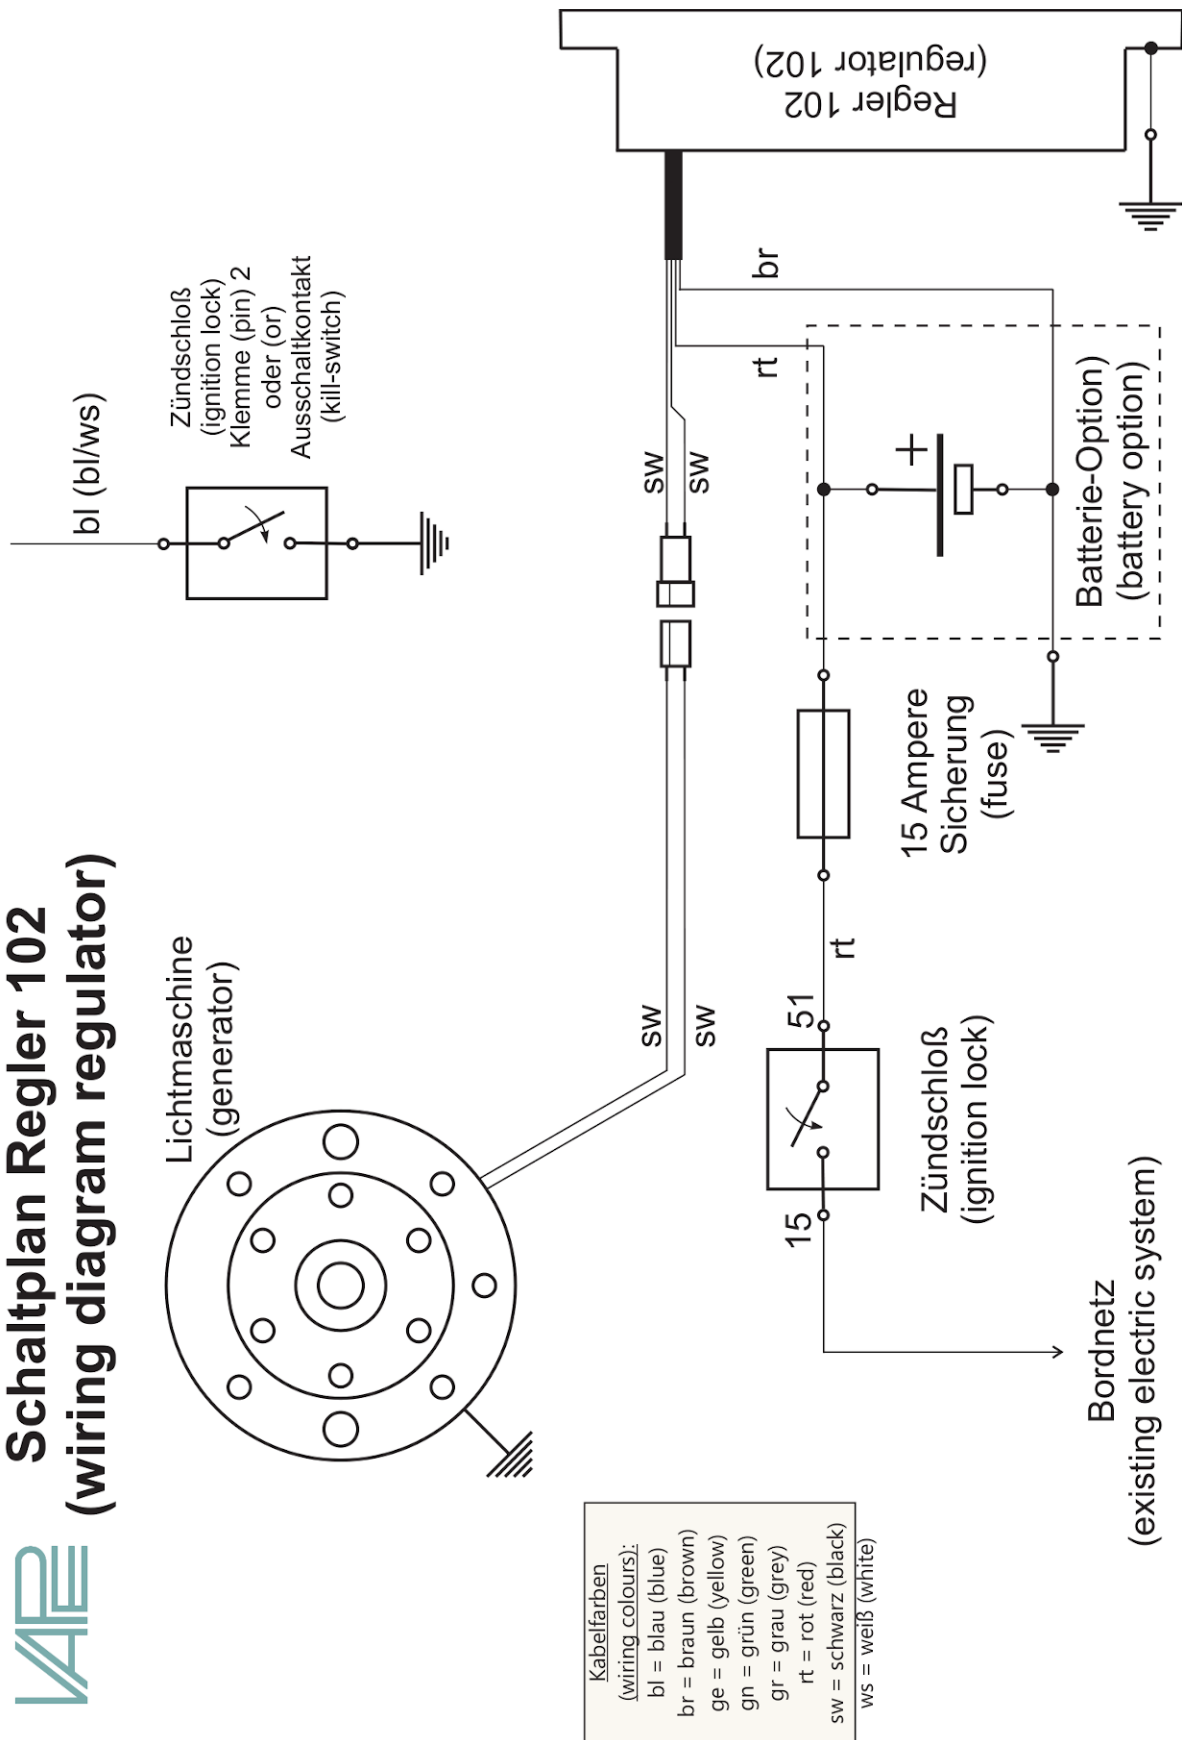 VAPE
Schaltplan Regler 102
(wiring diagram regulator)
Lichtmaschine
(generator)
bl (bl/ws)
Zündschloß
(ignition lock)
Klemme (pin) 2
oder (or)
Ausschaltkontakt
(kill-switch)
Regler 102
(regulator 102)
sw
sw
sw
sw
br
rt
+
Batterie-Option)
(battery option)
15 Ampere
Sicherung
(fuse)
rt
51
15
Zündschloß
(ignition lock)
Bordnetz
(existing electric system)
Kabelfarben
(wiring colours):
bl = blau (blue)
br = braun (brown)
ge = gelb (yellow)
gn = grün (green)
gr = grau (grey)
rt = rot (red)
sw = schwarz (black)
ws = weiß (white)